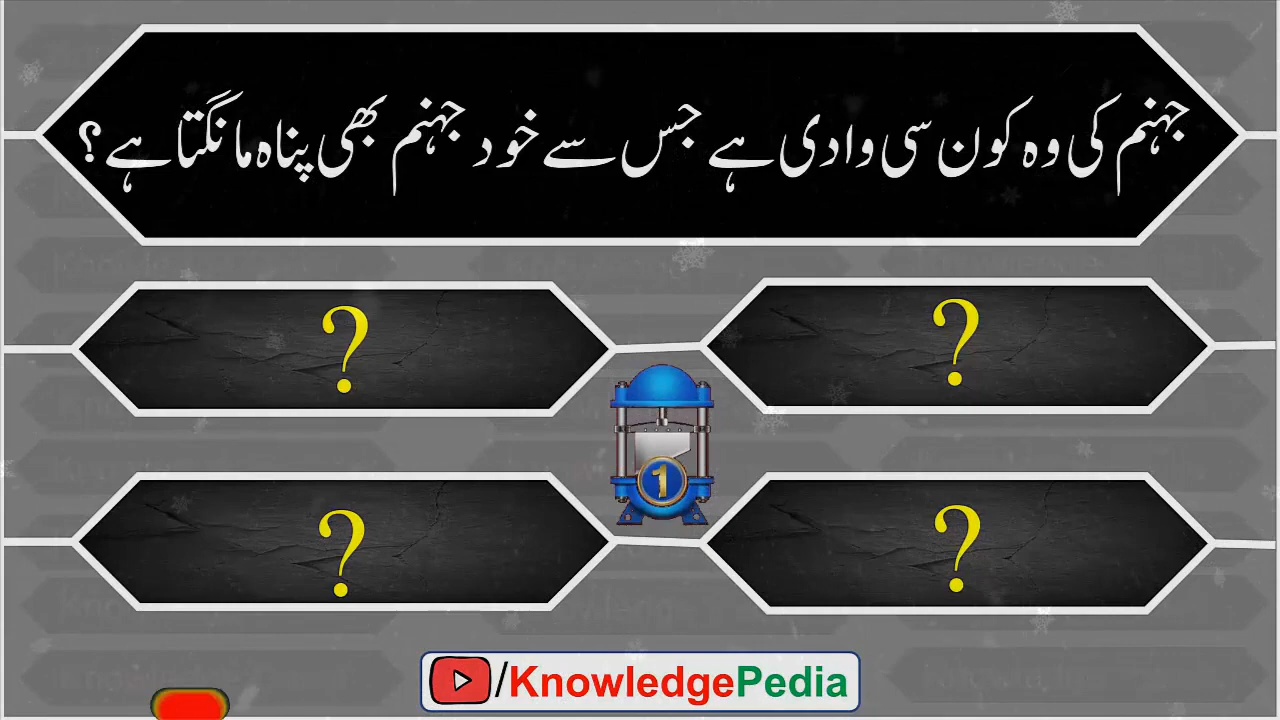 جہنم کی وہ کون سی وادی ہے جس سے خود جہنم بھی پناہ مانگتا ہے؟
?
?
?
?
1
/KnowledgePedia